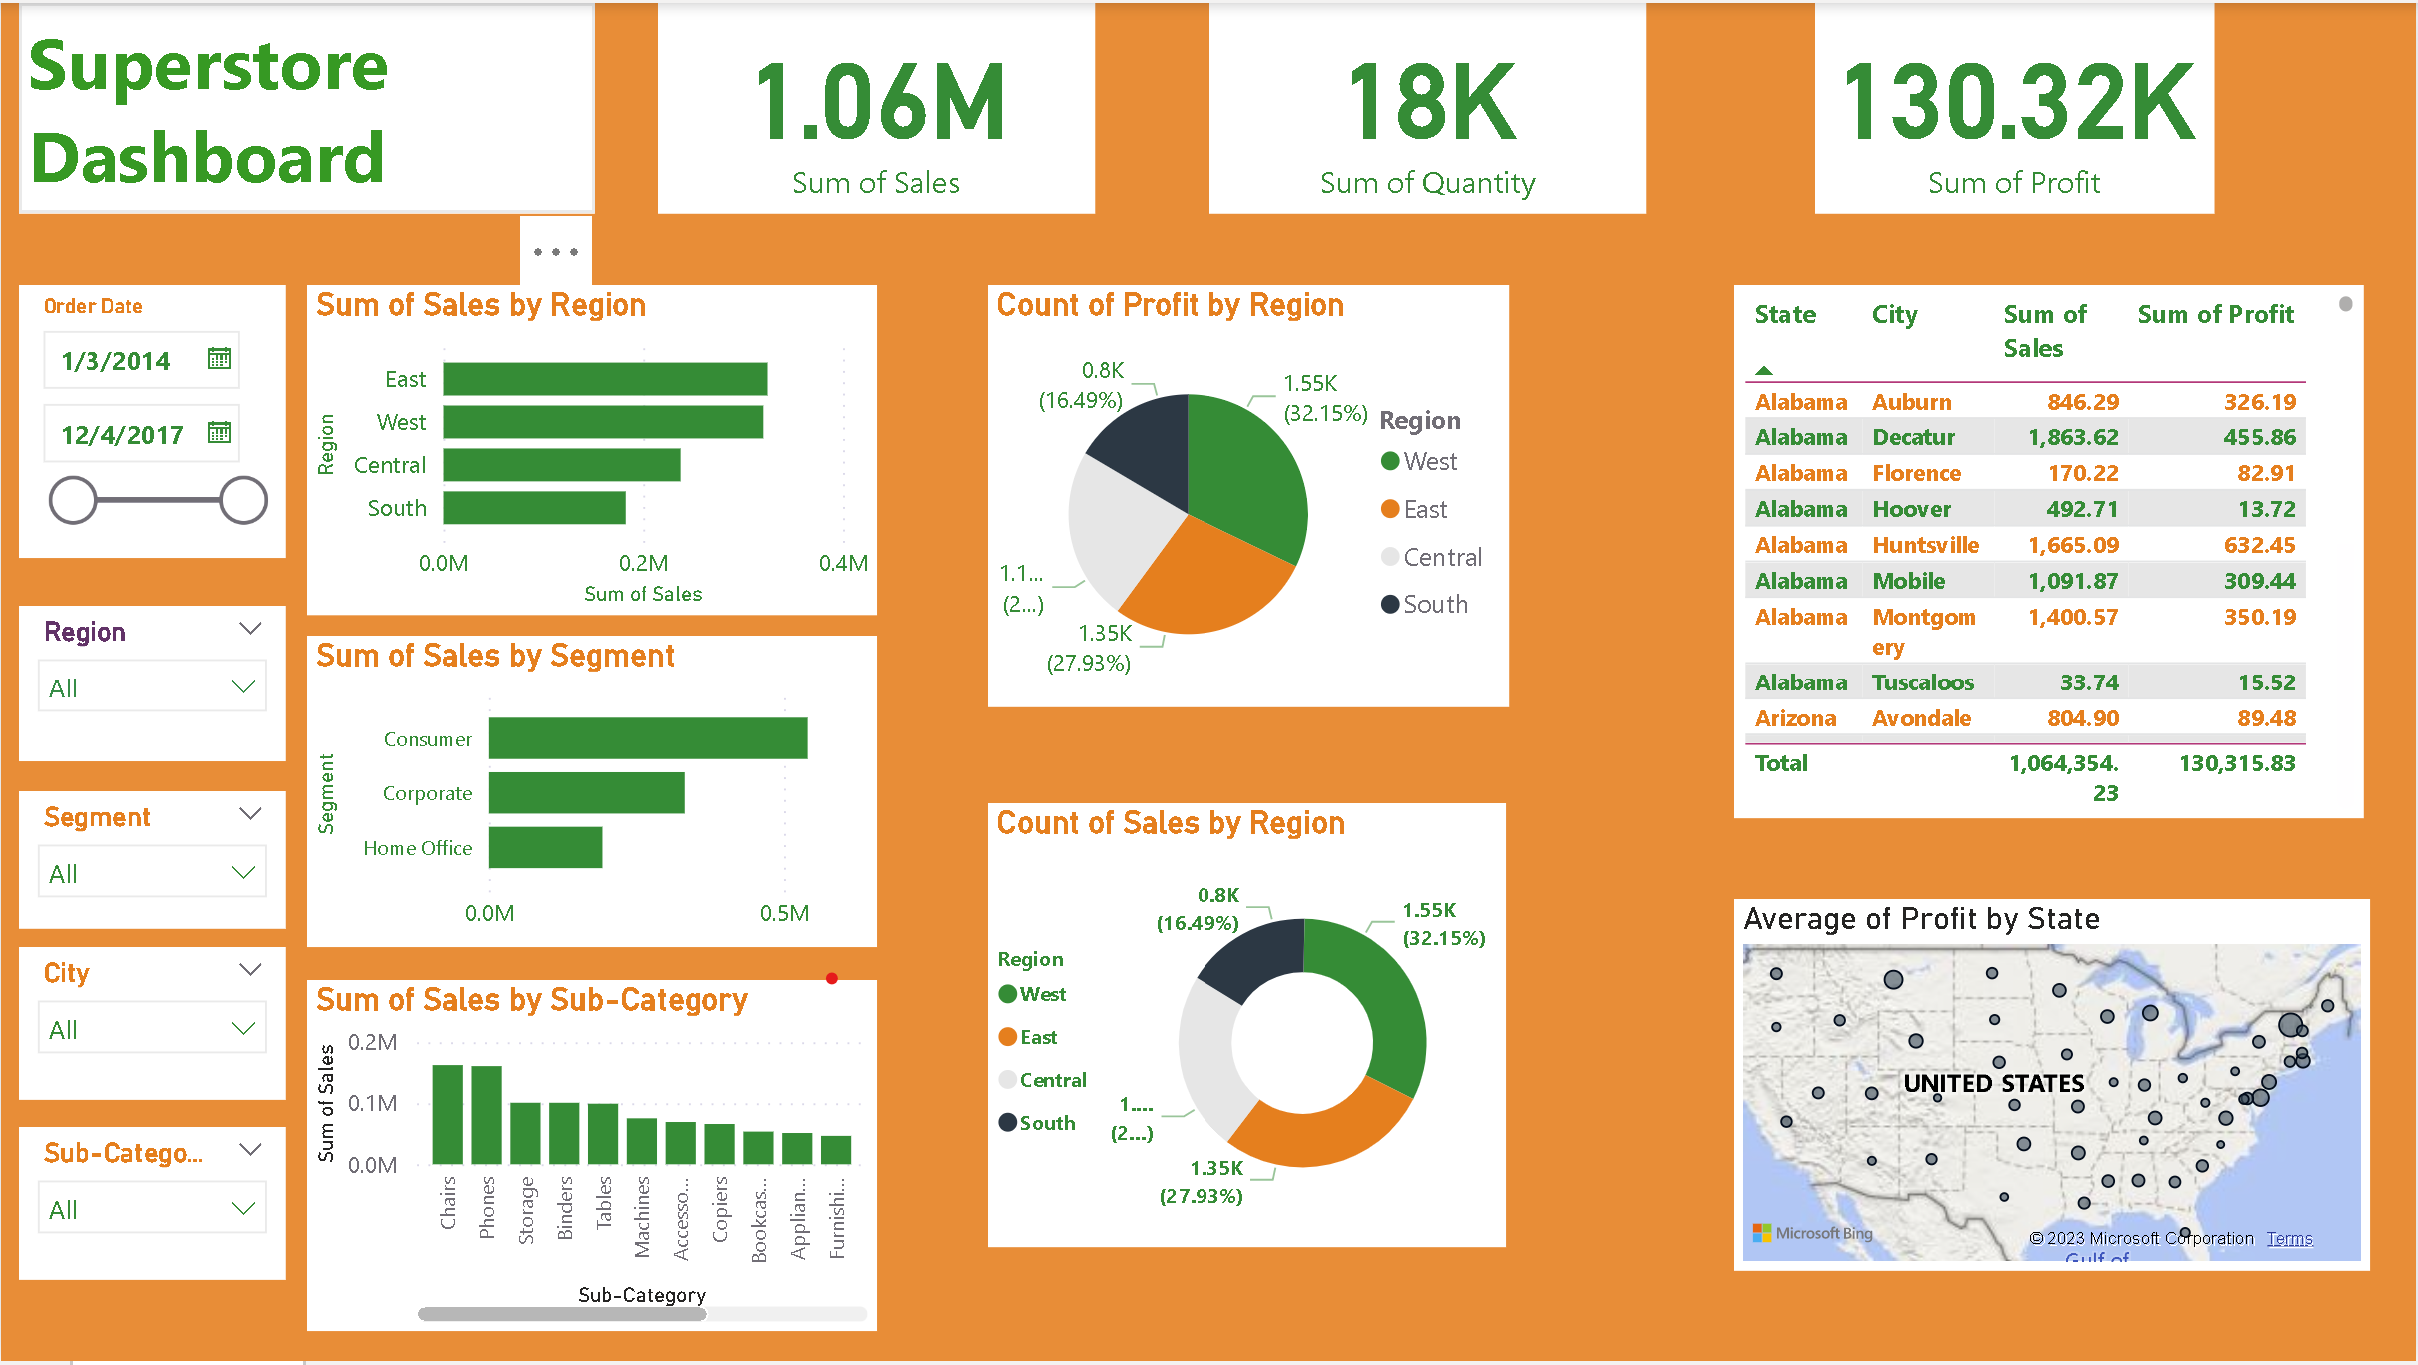 Superstore
Dashboard
1.06M
Sum of Sales
18K
Sum of Quantity
130.32K
Sum of Profit
Order Date
1/3/2014
12/4/2017
Region
All
Segment
All
City
All
Sub-Catego...
All
Sum of Sales by Region
Region
East
West
Central
South
0.0M 0.2M 0.4M
Sum of Sales
Sum of Sales by Segment
Segment
Consumer
Corporate
Home Office
0.0M 0.5M
Sum of Sales by Sub-Category
Sum of Sales
0.2M
0.1M
0.0M
Chairs
Phones
Storage
Binders
Tables
Machines
Accesso...
Copiers
Bookcas...
Applian...
Furnishi...
Sub-Category
Count of Profit by Region
0.8K
(16.49%)
1.55K
(32.15%)
1.1...
(2...)
1.35K
(27.93%)
Region
West
East
Central
South
Count of Sales by Region
0.8K
(16.49%)
1.55K
(32.15%)
Region
West
East
Central
South
1....
(2...)
1.35K
(27.93%)
State City Sum of Sales Sum of Profit
Alabama Auburn 846.29 326.19
Alabama Decatur 1,863.62 455.86
Alabama Florence 170.22 82.91
Alabama Hoover 492.71 13.72
Alabama Huntsville 1,665.09 632.45
Alabama Mobile 1,091.87 309.44
Alabama Montgom 1,400.57 350.19
ery
Alabama Tuscaloos 33.74 15.52
Arizona Avondale 804.90 89.48
Total 1,064,354. 130,315.83
23
Average of Profit by State
UNITED STATES
Microsoft Bing
© 2023 Microsoft Corporation Terms
Gulf of